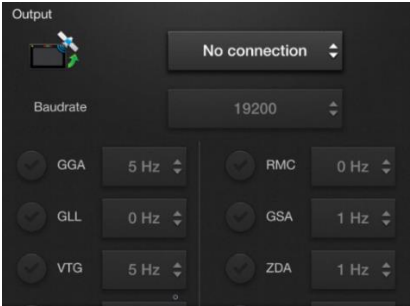 Output
No connection
Baudrate 19200
GGA 5 Hz RMC 0 Hz
GLL 0 Hz GSA 1 Hz
VTG 5 Hz ZDA 1 Hz